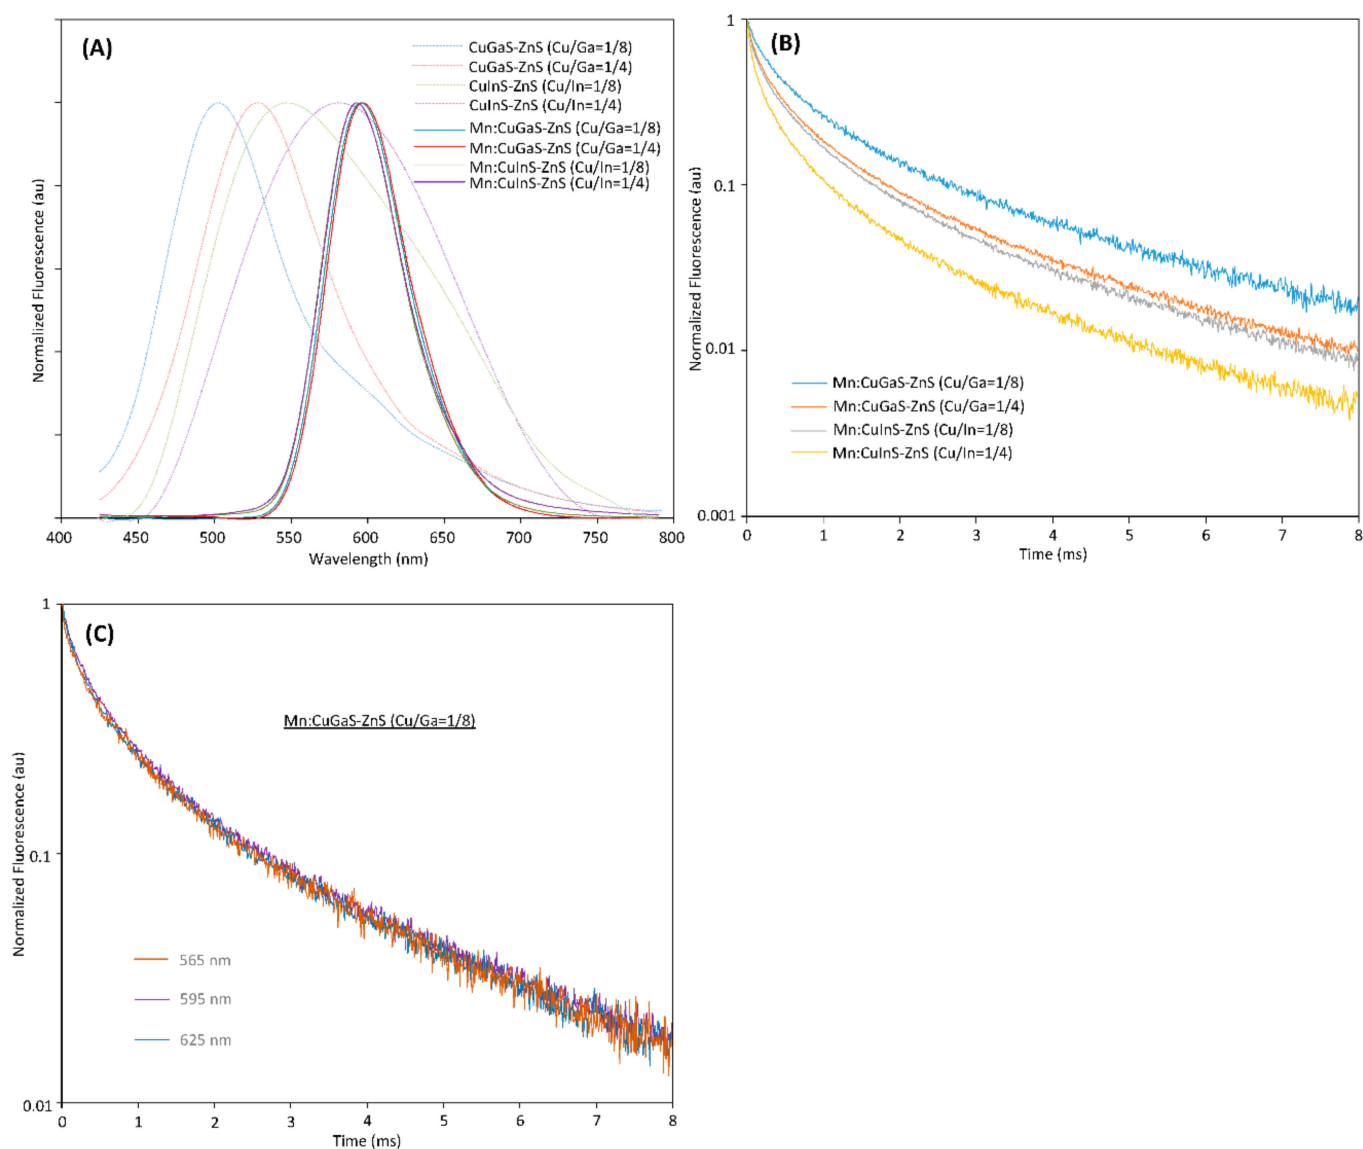 (A)
CuGaS-ZnS (Cu/Ga=1/8)
CuGaS-ZnS (Cu/Ga=1/4)
CuInS-ZnS (Cu/In=1/8)
CuInS-ZnS (Cu/In=1/4)
Mn:CuGaS-ZnS (Cu/Ga=1/8)
Mn:CuGaS-ZnS (Cu/Ga=1/4)
Mn:CuInS-ZnS (Cu/In=1/8)
Mn:CuInS-ZnS (Cu/In=1/4)
Normalized Fluorescence (au)
400 450 500 550 600 650 700 750 800
Wavelength (nm)
(B)
1
0.1
0.01
0.001
Normalized Fluorescence (au)
Mn:CuGaS-ZnS (Cu/Ga=1/8)
Mn:CuGaS-ZnS (Cu/Ga=1/4)
Mn:CuInS-ZnS (Cu/In=1/8)
Mn:CuInS-ZnS (Cu/In=1/4)
0 1 2 3 4 5 6 7 8
Time (ms)
(C)
1
0.1
0.01
Normalized Fluorescence (au)
Mn:CuGaS-ZnS (Cu/Ga=1/8)
565 nm
595 nm
625 nm
0 1 2 3 4 5 6 7 8
Time (ms)